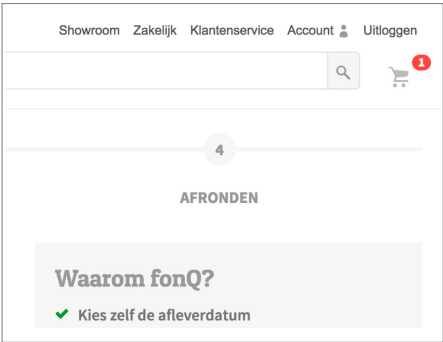 Showroom Zakelijk Klantenservice Account Uitloggen
1
4
AFRONDEN
Waarom fonQ?
Kies zelf de afleverdatum